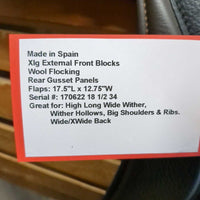 Made in Spain
Xlg External Front Blocks
Wool Flocking
Rear Gusset Panels
Flaps: 17.5"L x 12.75"W
Serial #: 170622 18 1/2 34
Great for: High Long Wide Wither,
Wither Hollows, Big Shoulders & Ribs.
Wide/XWide Back